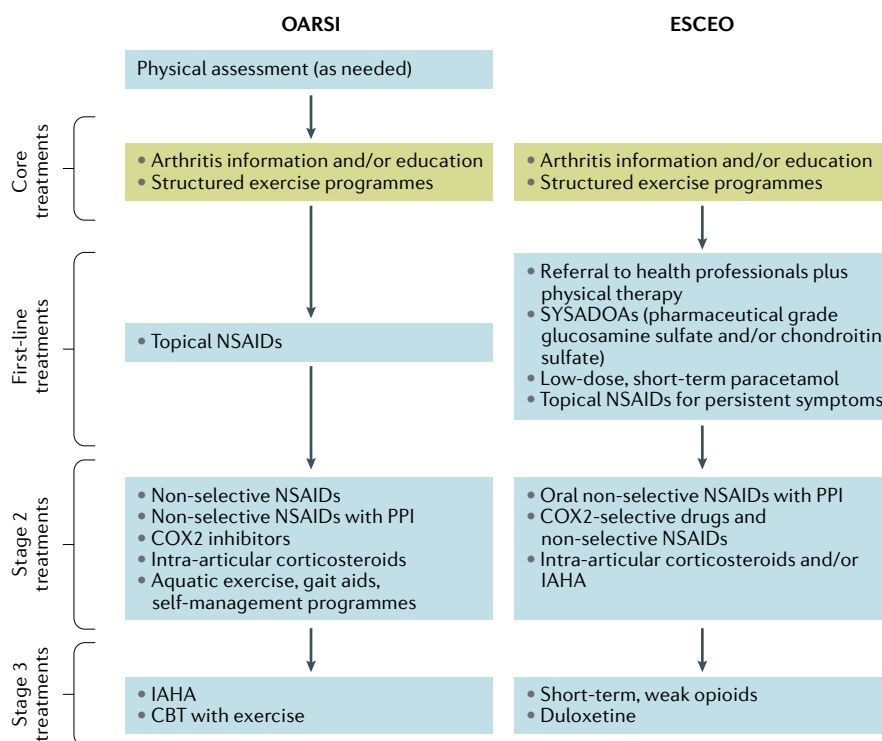 OARSI
ESCEO
Physical assessment (as needed)
Core
treatments
• Arthritis information and/or education
• Structured exercise programmes
• Arthritis information and/or education
• Structured exercise programmes
First-line
treatments
• Topical NSAIDs
• Referral to health professionals plus
physical therapy
• SYSADOAs (pharmaceutical grade
glucosamine sulfate and/or chondroitin
sulfate)
• Low-dose, short-term paracetamol
• Topical NSAIDs for persistent symptoms
Stage 2
treatments
• Non-selective NSAIDs
• Non-selective NSAIDs with PPI
• COX2 inhibitors
• Intra-articular corticosteroids
• Aquatic exercise, gait aids,
self-management programmes
• Oral non-selective NSAIDs with PPI
• COX2-selective drugs and
non-selective NSAIDs
• Intra-articular corticosteroids and/or
IAHA
Stage 3
treatments
• IAHA
• CBT with exercise
• Short-term, weak opioids
• Duloxetine